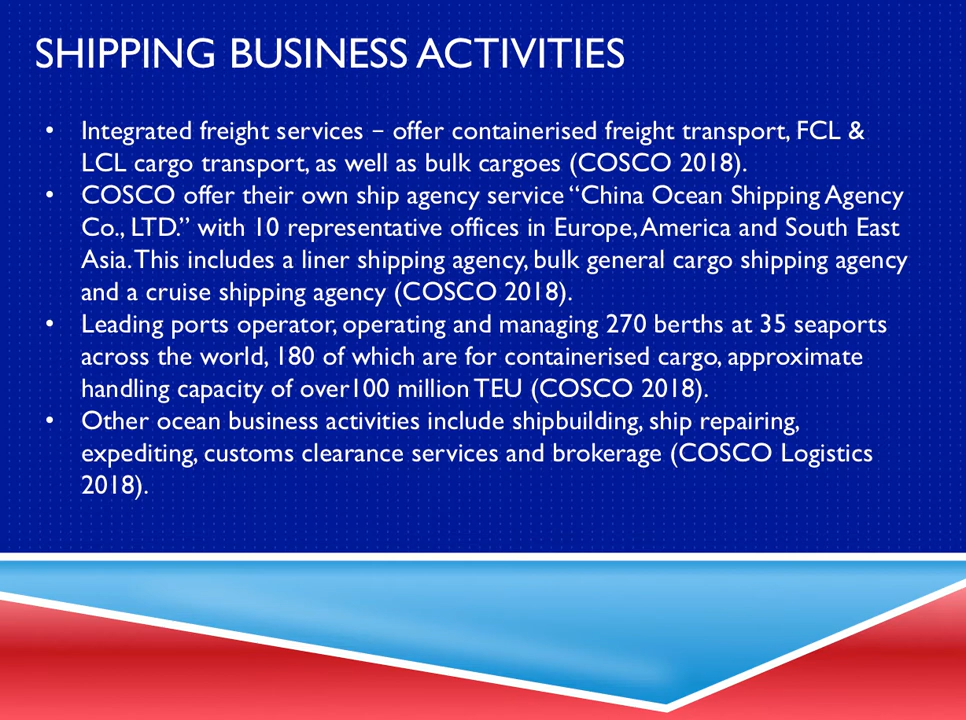 SHIPPING BUSINESS ACTIVITIES
• Integrated freight services – offer containerised freight transport, FCL &
LCL cargo transport, as well as bulk cargoes (COSCO 2018).
• COSCO offer their own ship agency service “China Ocean Shipping Agency
Co., LTD.” with 10 representative offices in Europe, America and South East
Asia. This includes a liner shipping agency, bulk general cargo shipping agency
and a cruise shipping agency (COSCO 2018).
• Leading ports operator, operating and managing 270 berths at 35 seaports
across the world, 180 of which are for containerised cargo, approximate
handling capacity of over100 million TEU (COSCO 2018).
• Other ocean business activities include shipbuilding, ship repairing,
expediting, customs clearance services and brokerage (COSCO Logistics
2018).